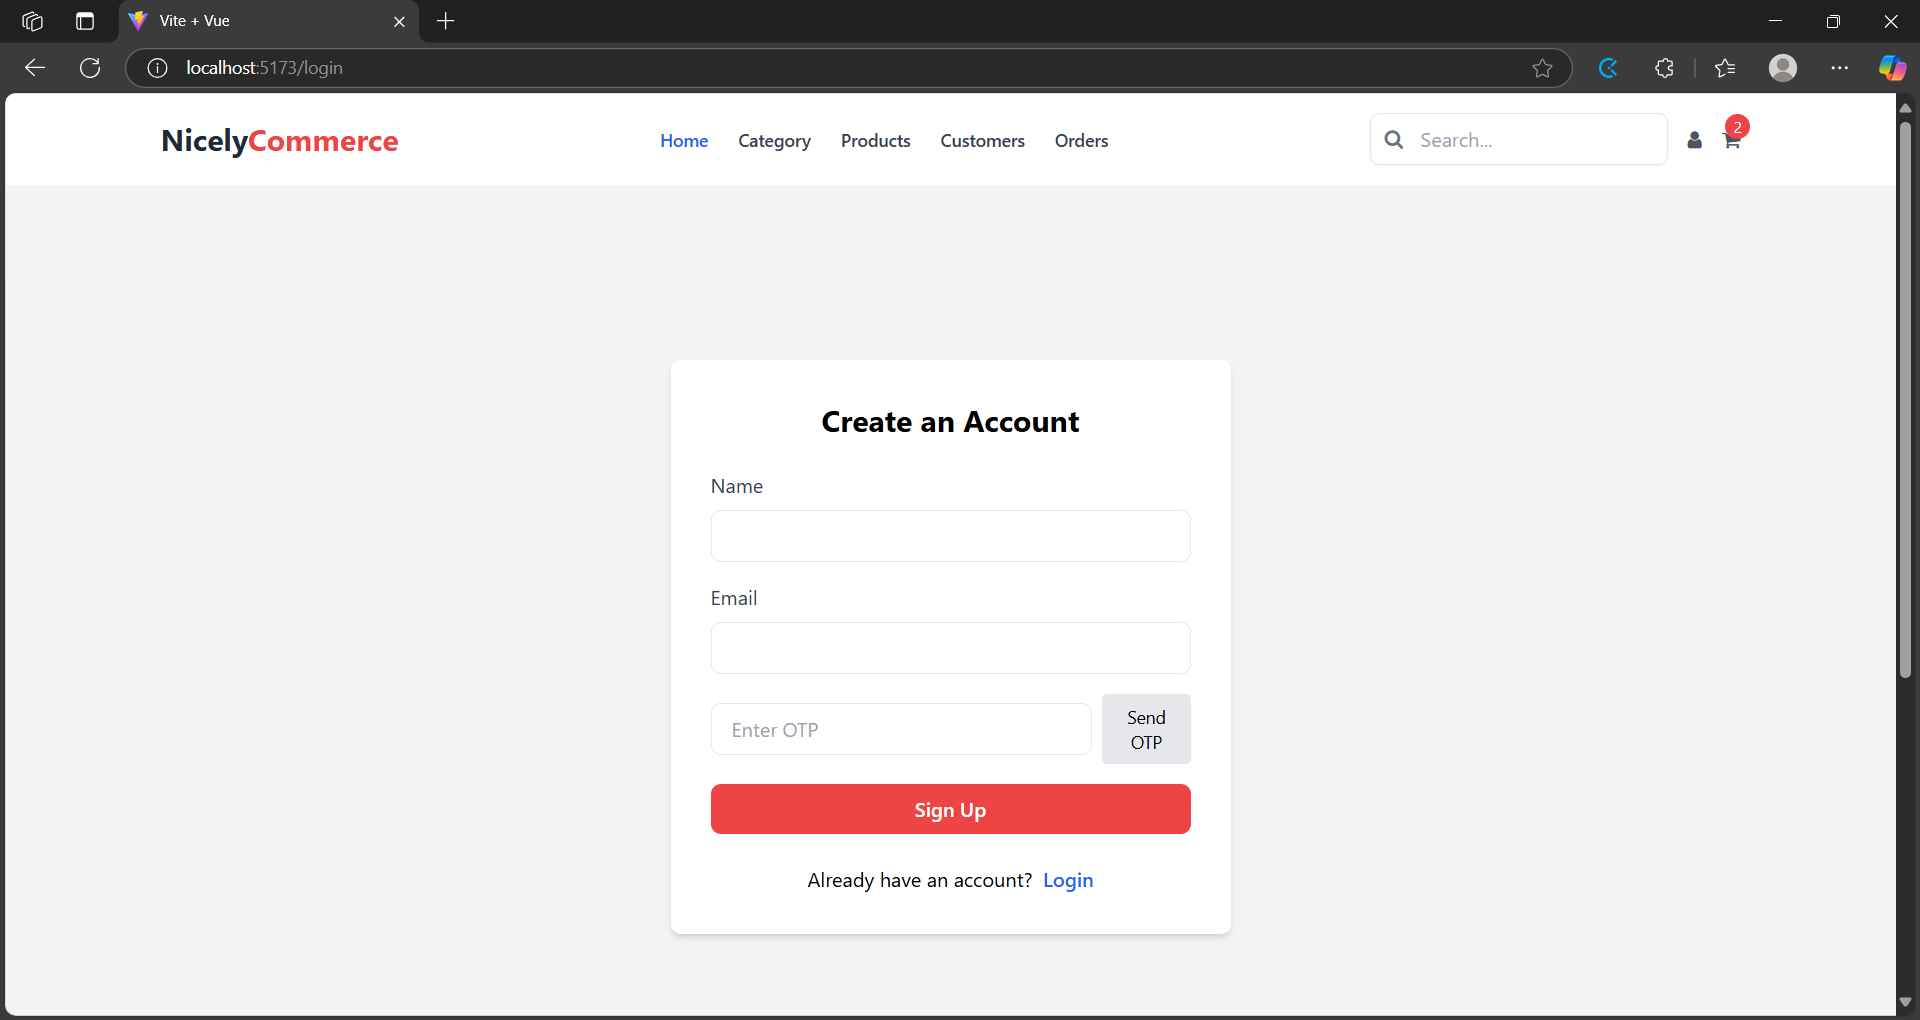 Vite + Vue
localhost:5173/login
NicelyCommerce
Home Category Products Customers Orders
Search...
2
Create an Account
Name
Email
Enter OTP
Send
OTP
Sign Up
Already have an account? Login